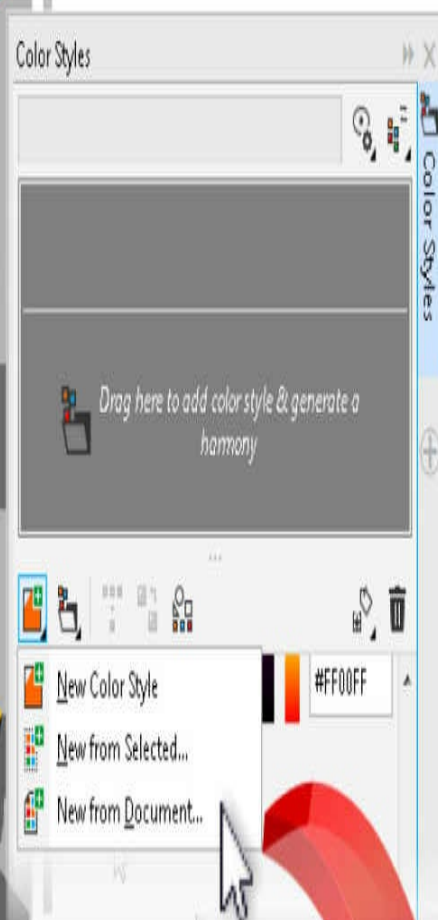 Color Styles
Color Styles
Drag here to add color style & generate a
harmony
New Color Style
#FF00FF
New from Selected...
New from Document...